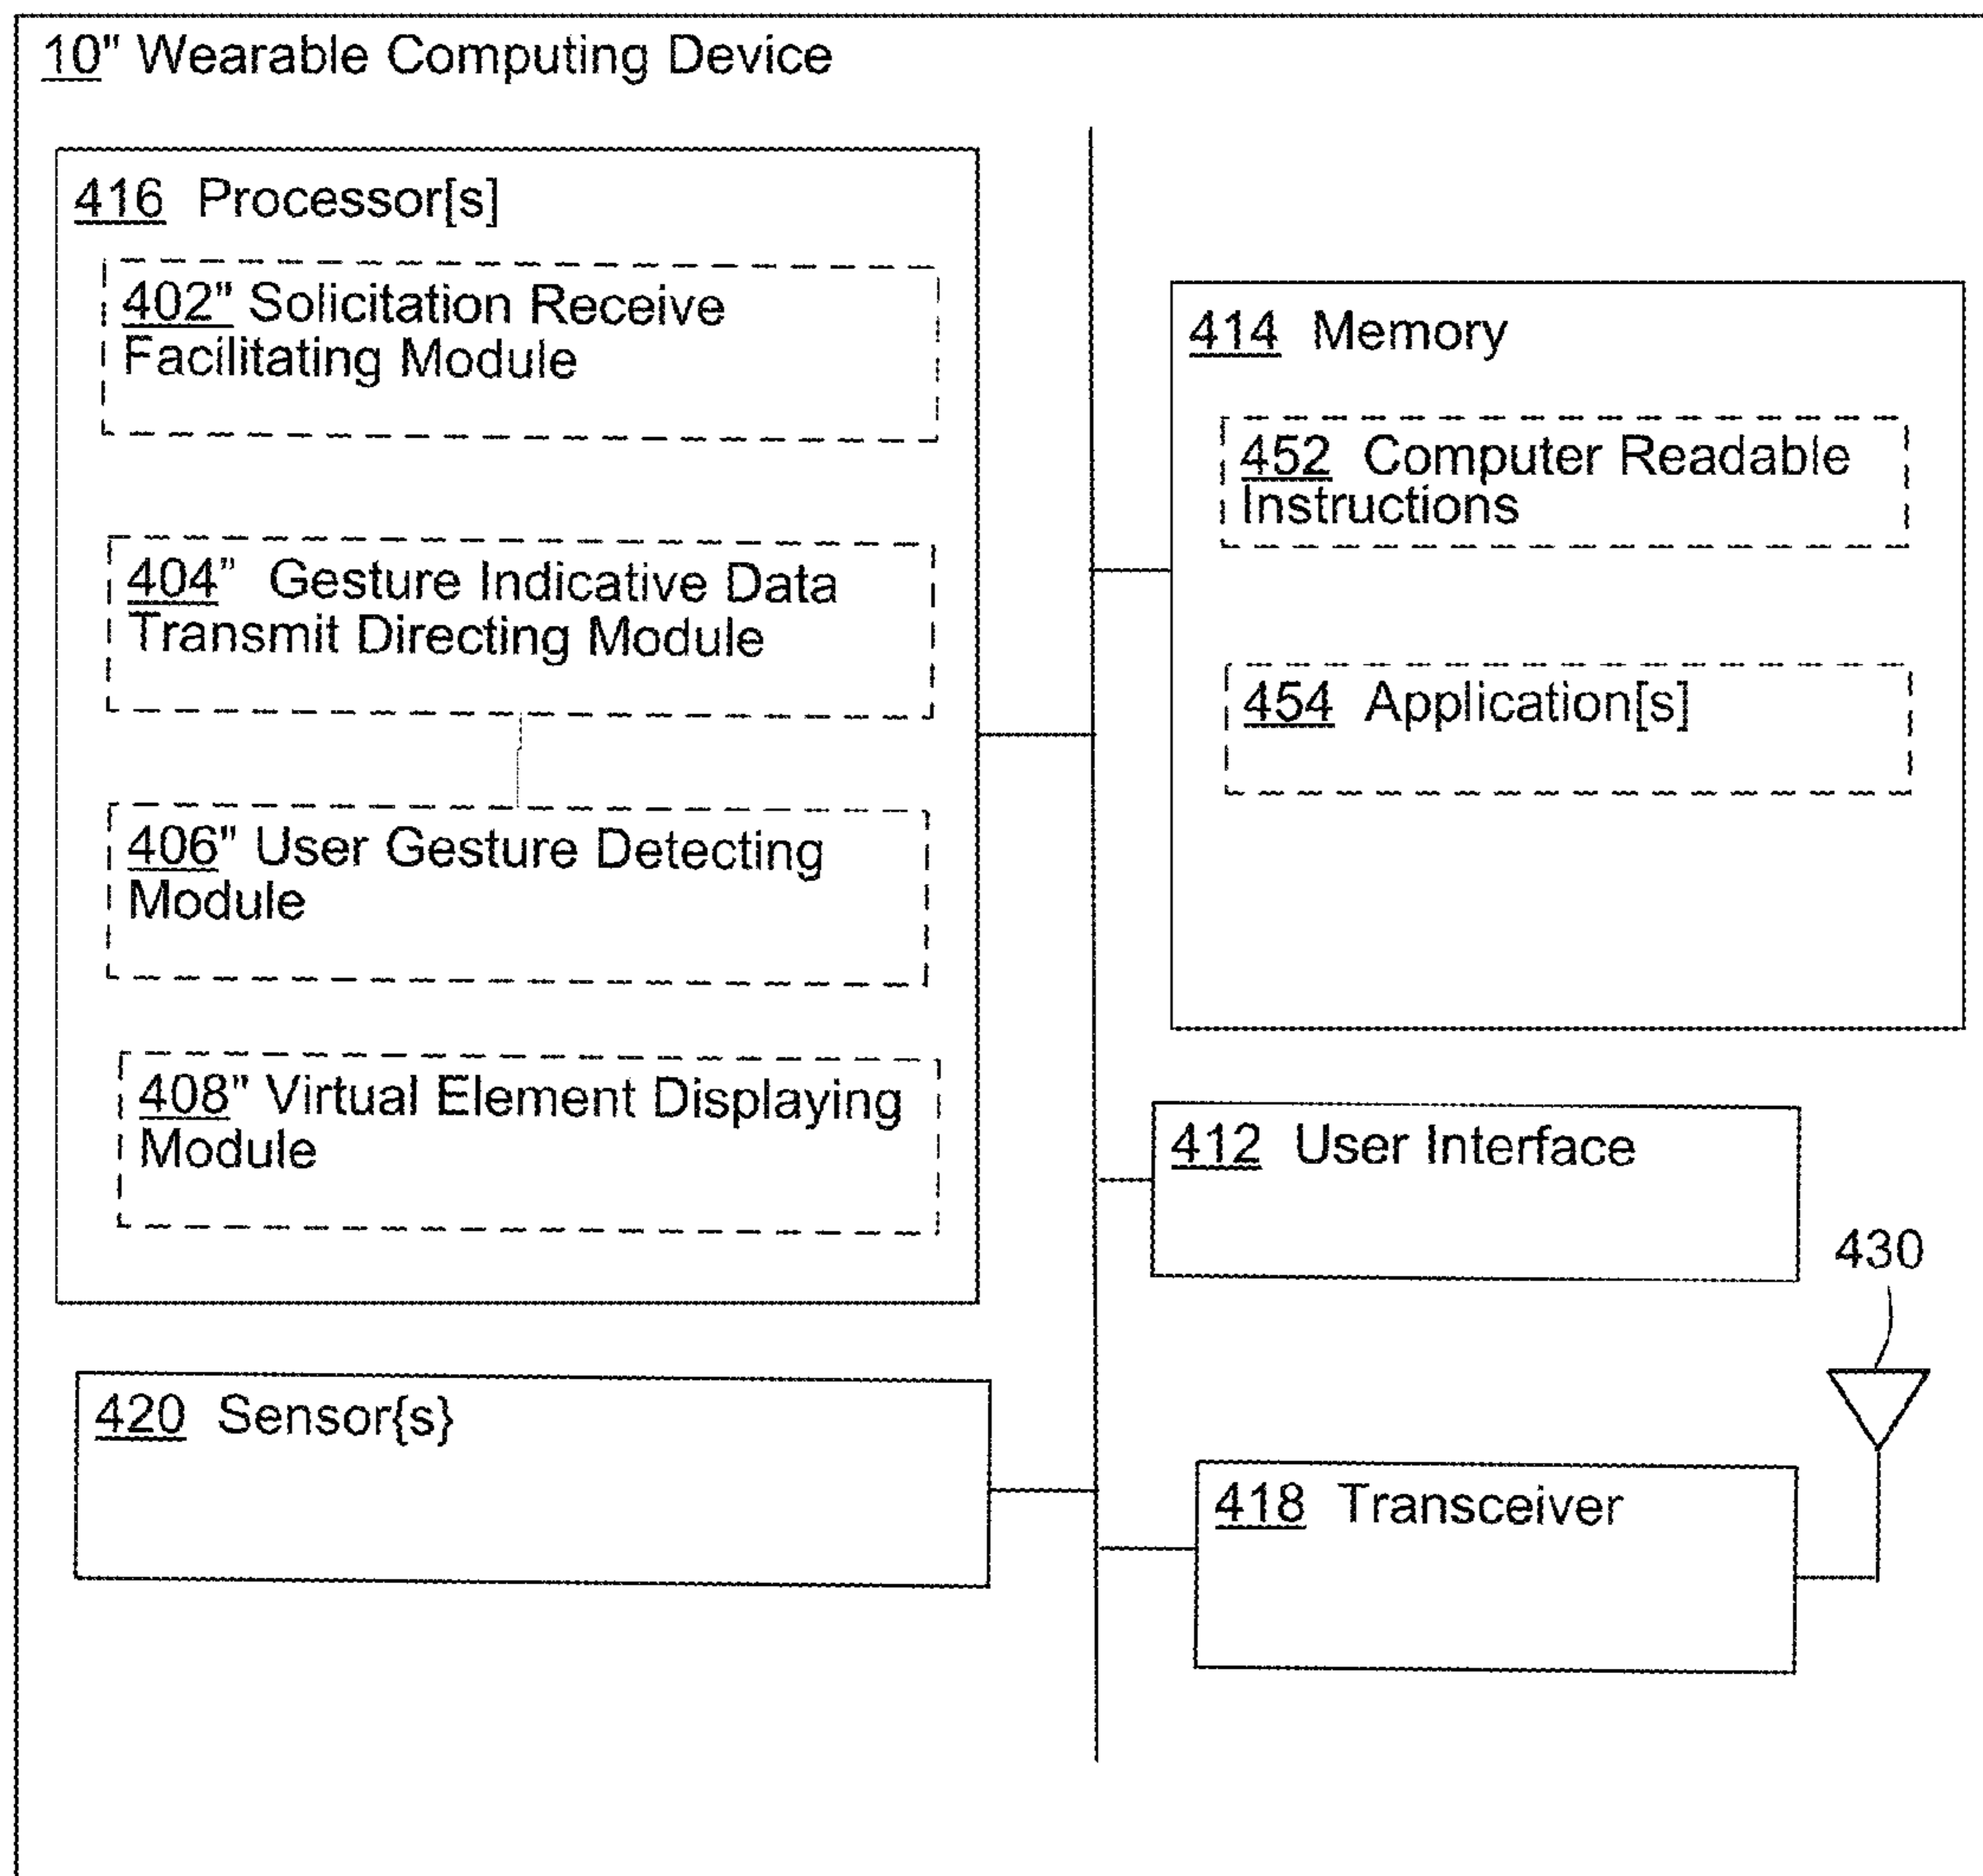 10" Wearable Computing Device
416 Processor[s]
402" Solicitation Receive
Facilitating Module
404" Gesture Indicative Data
Transmit Directing Module
406" User Gesture Detecting
Module
408" Virtual Element Displaying
Module
420 Sensor{s}
414 Memory
452 Computer Readable
Instructions
454 Application[s]
412 User Interface
430
418 Transceiver